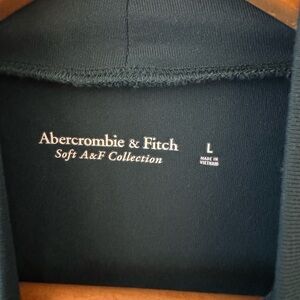 Abercrombie & Fitch
Soft A&F Collection
L
MADE IN
VIETNAM